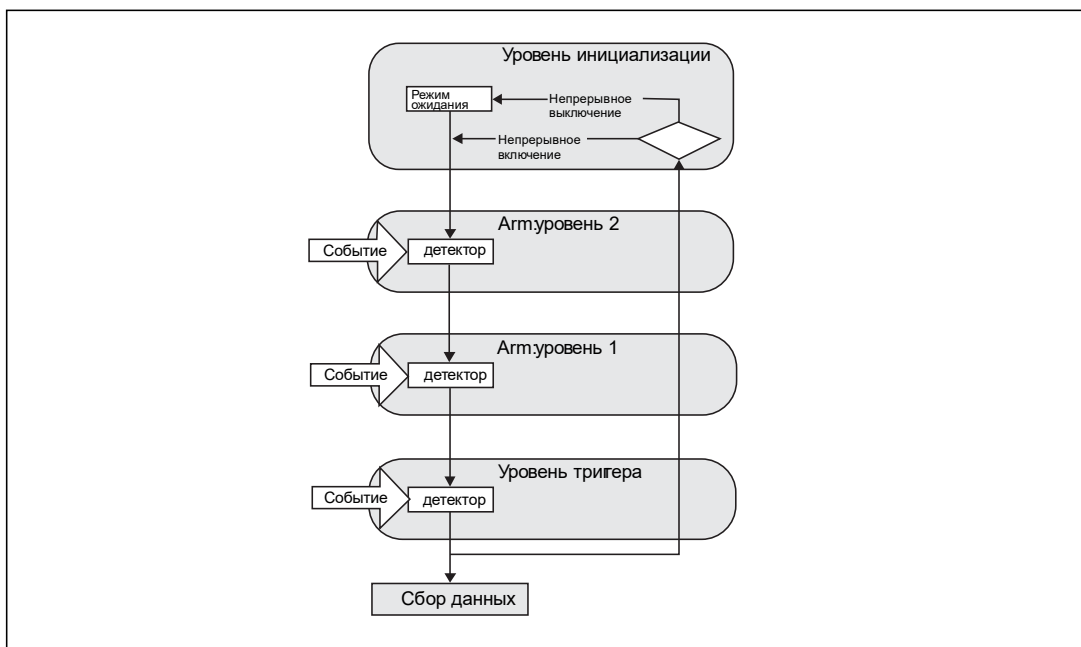 Уровень инициализации
Режим
ожидания
Непрерывное
выключение
Непрерывное
включение
Arm:уровень 2
Событие
детектор
Arm:уровень 1
Событие
детектор
Уровень тригера
Событие
детектор
Сбор данных